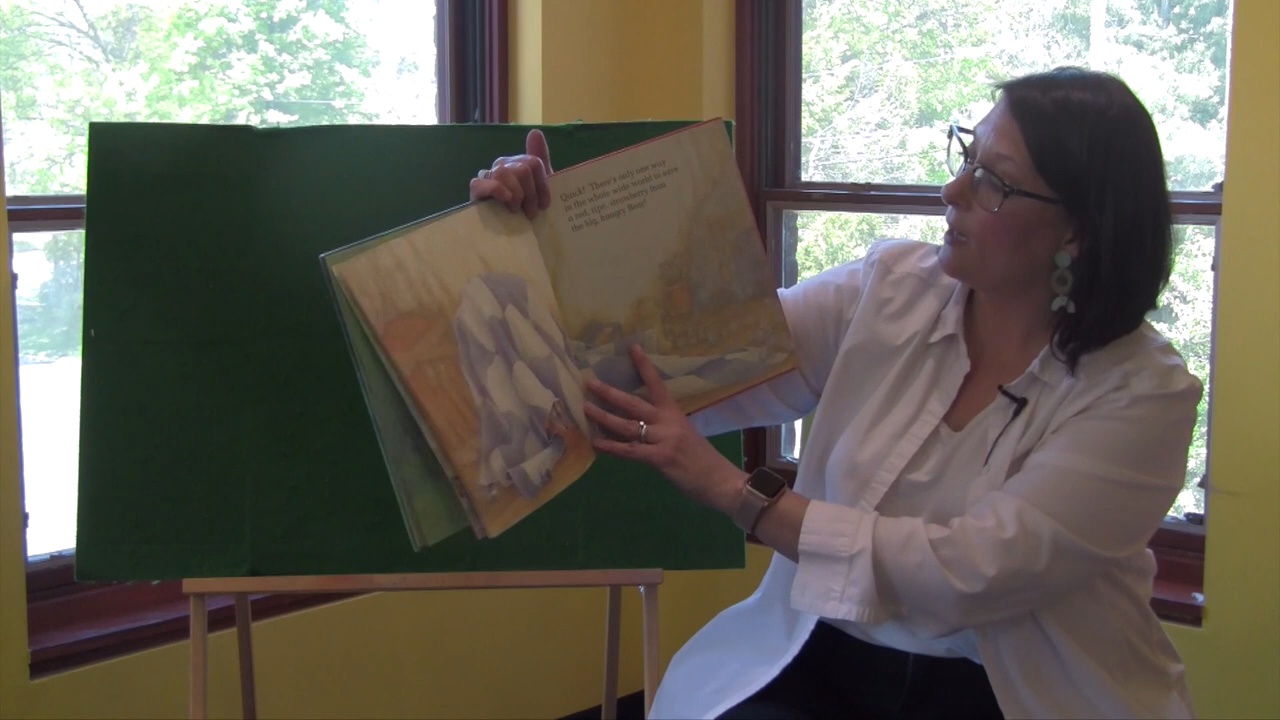 Quick! There's only one way
in the whole wide world to save
a red, ripe, strawberry from
the big, hungry Bear!